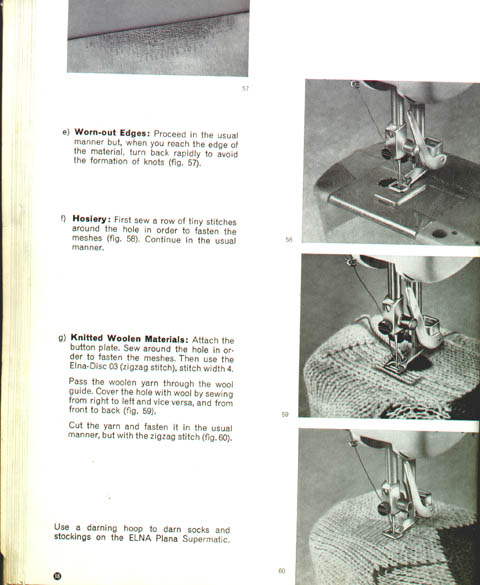 57
e) Worn-out Edges: Proceed in the usual
manner but, when you reach the edge of
the material, turn back rapidly to avoid
the formation of knots (fig. 57).
f) Hosiery: First sew a row of tiny stitches
around the hole in order to fasten the
meshes (fig. 58). Continue in the usual
manner.
58
g) Knitted Woolen Materials: Attach the
button plate. Sew around the hole in or-
der to fasten the meshes. Then use the
Elna-Disc 03 (zigzag stitch), stitch width 4.
Pass the woolen yarn through the wool
guide. Cover the hole with wool by sewing
from right to left and vice versa, and from
front to back (fig. 59).
59
Cut the yarn and fasten it in the usual
manner, but with the zigzag stitch (fig. 60).
Use a darning hoop to darn socks and
stockings on the ELNA Plana Supermatic.
60